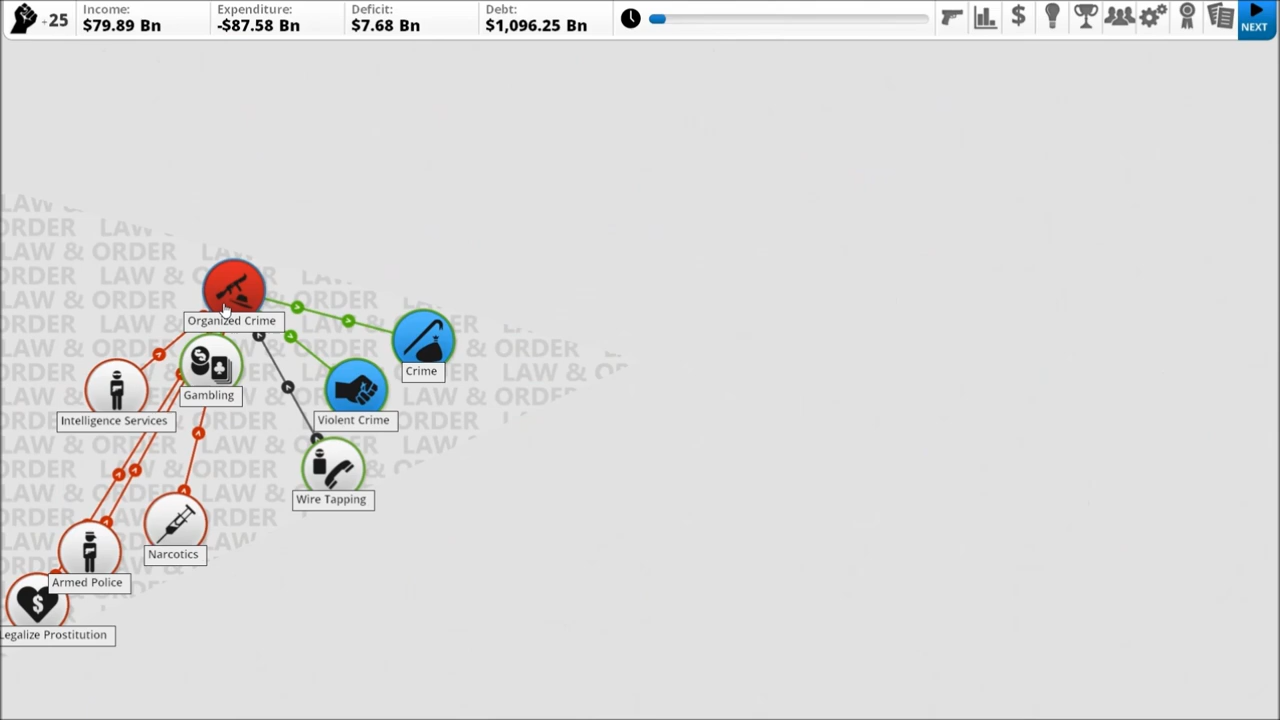 +25
Income:
$79.89 Bn
Expenditure:
-$87.58 Bn
Deficit:
$7.68 Bn
Debt:
$1,096.25 Bn
NEXT
LAW & ORDER
Organized Crime
Crime
Gambling
Intelligence Services
Violent Crime
Wire Tapping
Narcotics
Armed Police
Legalize Prostitution